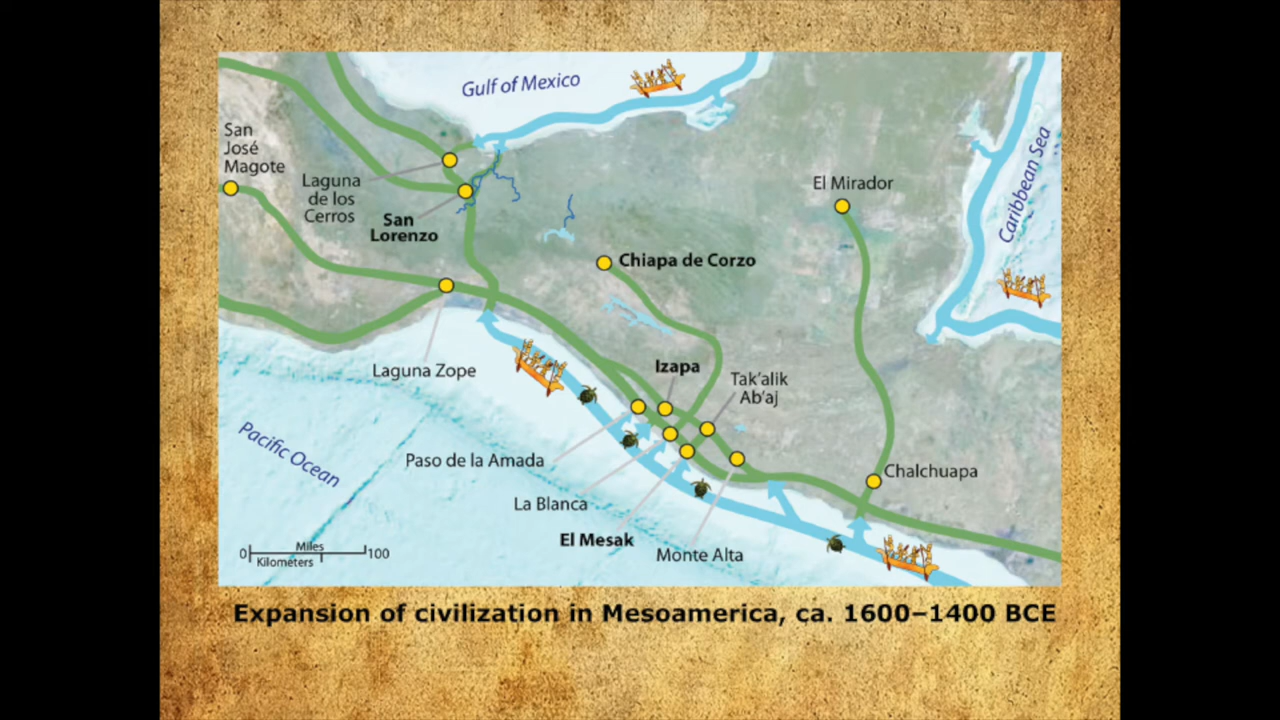 Gulf of Mexico
San
José
Magote
Laguna
de los
Cerros
San
Lorenzo
El Mirador
Caribbean Sea
Chiapa de Corzo
Laguna Zope
Izapa
Tak'alik
Ab'aj
Pacific Ocean
Paso de la Amada
La Blanca
El Mesak
Monte Alta
Chalchuapa
0 Miles 100
Kilometers
Expansion of civilization in Mesoamerica, ca. 1600–1400 BCE